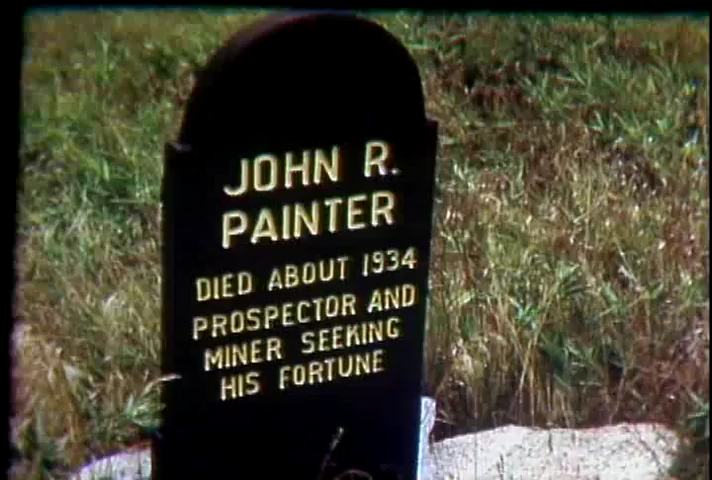 JOHN R.
PAINTER
DIED ABOUT 1934
PROSPECTOR AND
MINER SEEKING
HIS FORTUNE